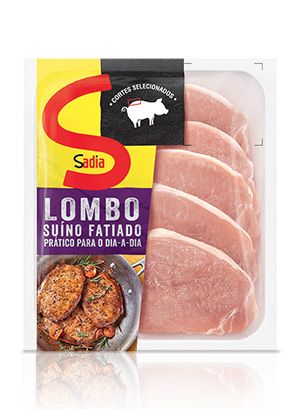 • CORTES SELECIONADOS •
S
Sadia
LOMBO
SUÍNO FATIADO
PRÁTICO PARA O DIA-A-DIA